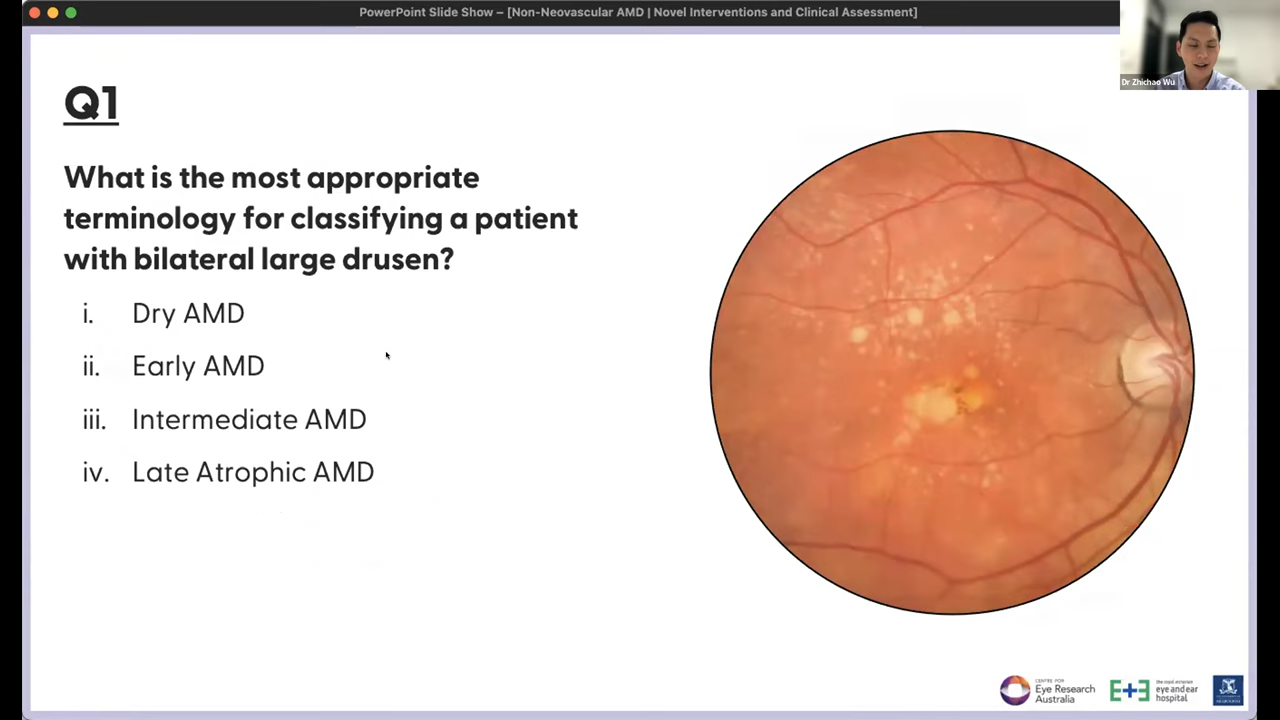 PowerPoint Slide Show – [Non-Neovascular AMD | Novel Interventions and Clinical Assessment]
Dr Zhichao Wu
Q1
What is the most appropriate
terminology for classifying a patient
with bilateral large drusen?
i. Dry AMD
ii. Early AMD
iii. Intermediate AMD
iv. Late Atrophic AMD
CENTRE FOR
Eye Research
Australia
E+E
eye and ear
hospital